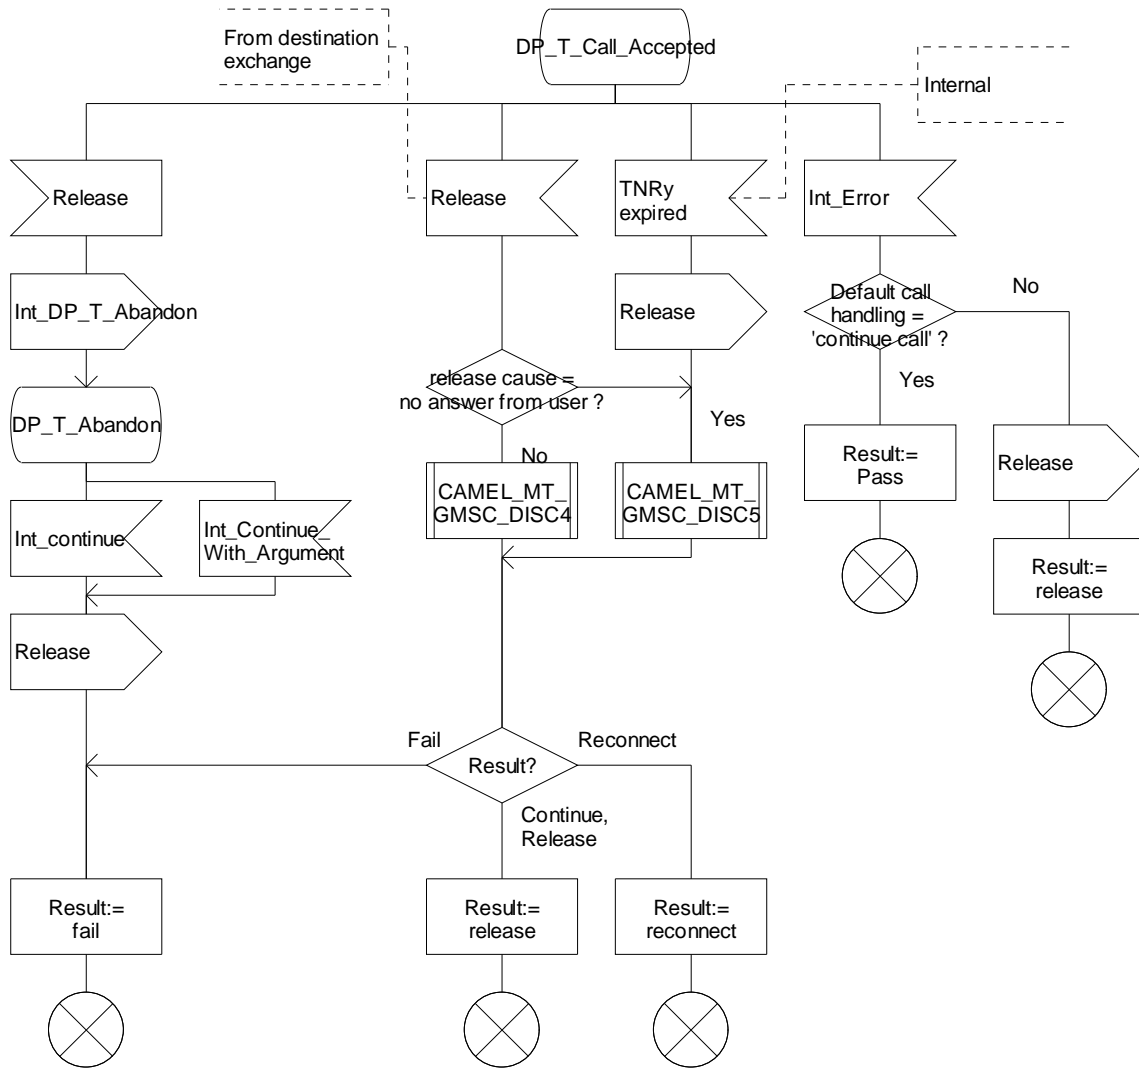 From destination
exchange
DP_T_Call_Accepted
Internal
Release
Release
TNRy
expired
Int_Error
Int_DP_T_Abandon
Release
Default call
handling =
'continue call' ?
No
release cause =
no answer from user ?
Yes
Yes
DP_T_Abandon
No
Result:=
Pass
Release
CAMEL_MT_
GMSC_DISC4
CAMEL_MT_
GMSC_DISC5
Int_continue
Int_Continue_
With_Argument
Result:=
release
Release
Fail
Reconnect
Result?
Continue,
Release
Result:=
fail
Result:=
release
Result:=
reconnect